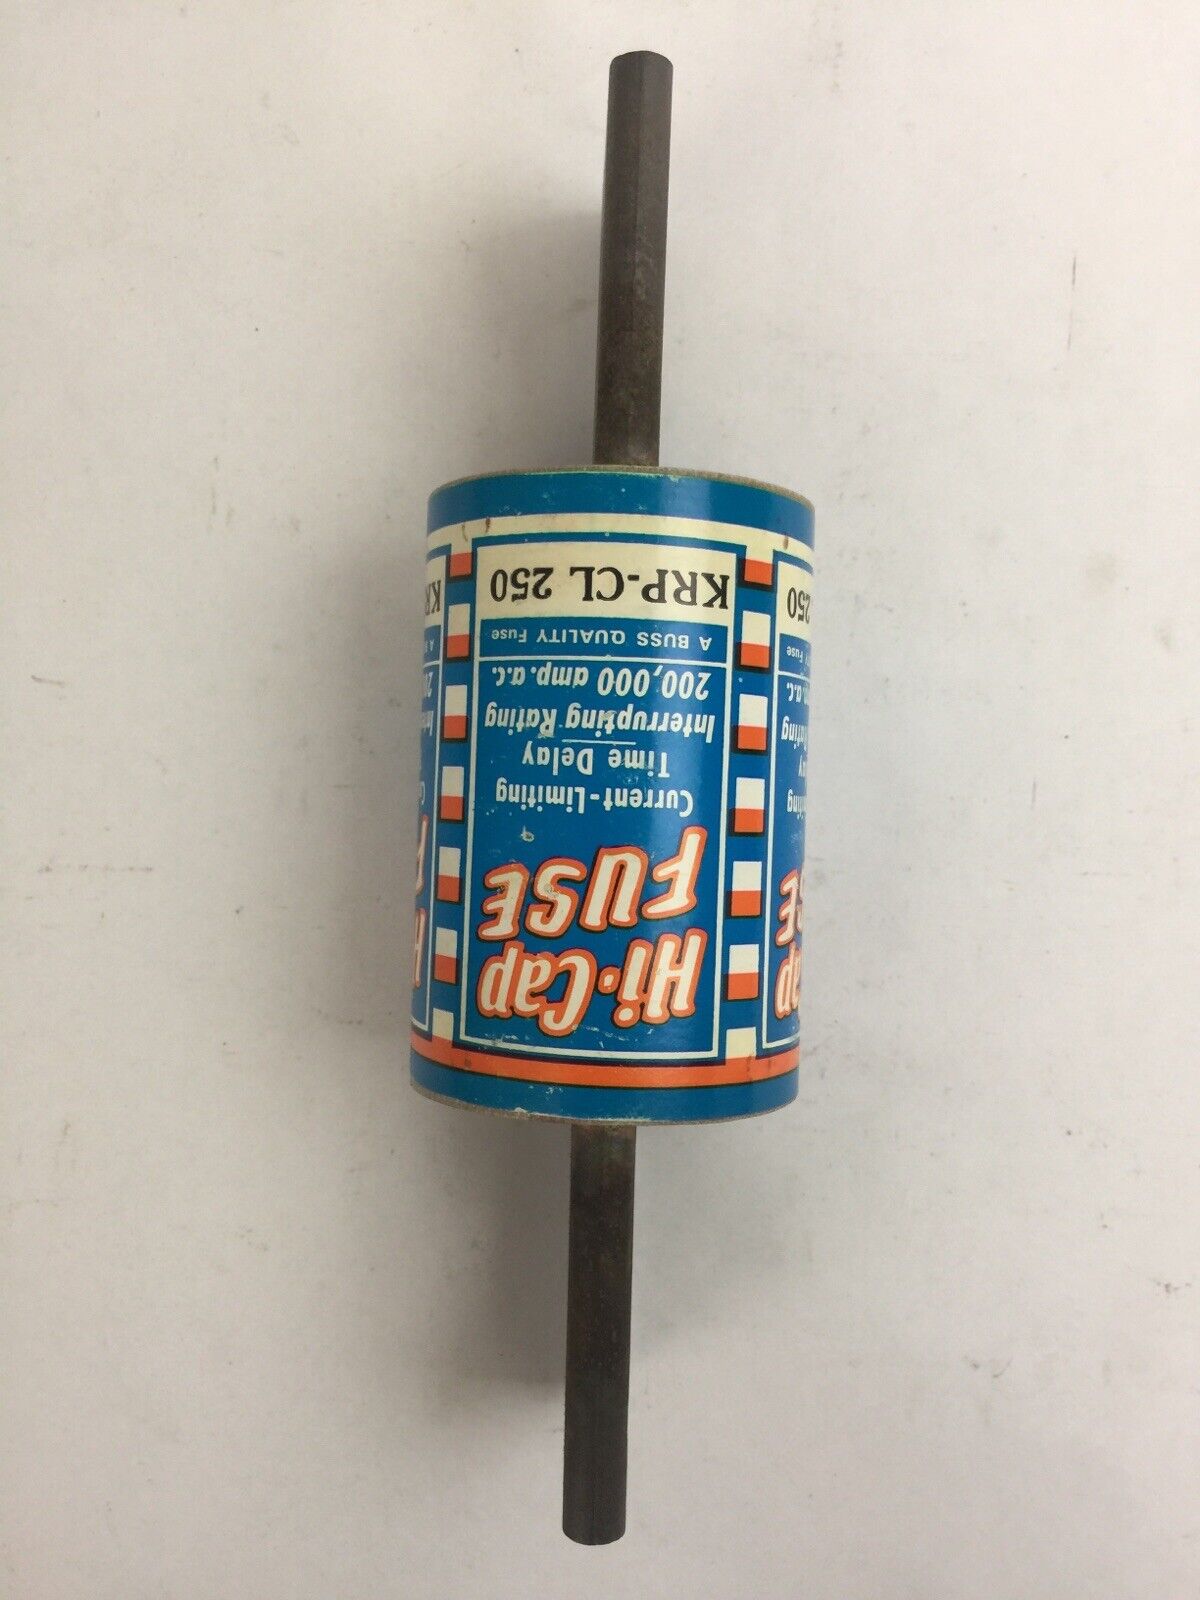 Hi-Cap
FUSE
Current-Limiting
Time Delay
Interrupting Rating
200,000 amp. a.c.
A BUSS QUALITY Fuse
KRP-CL 250